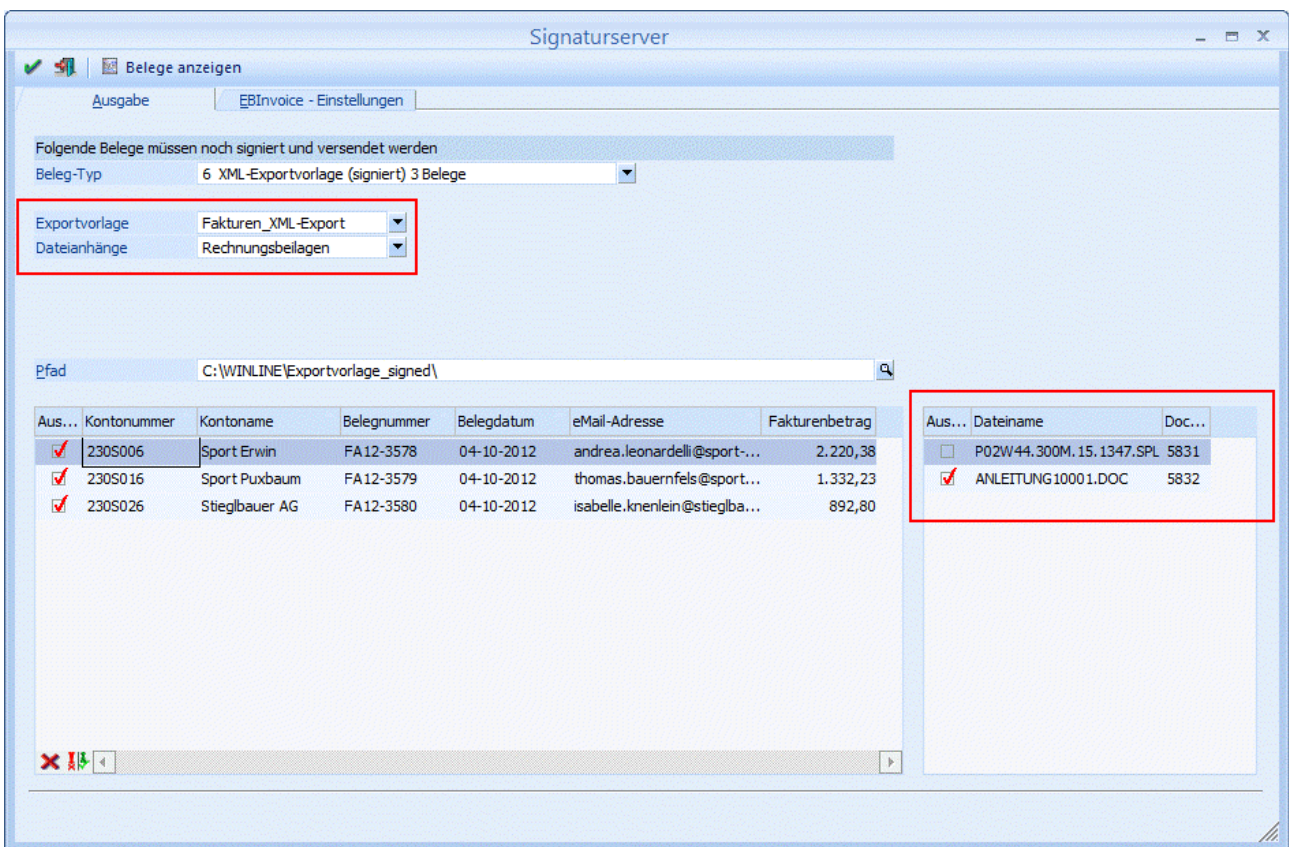 Signaturserver
Belege anzeigen
Ausgabe EBInvoice - Einstellungen
Folgende Belege müssen noch signiert und versendet werden
Beleg-Typ 6 XML-Exportvorlage (signiert) 3 Belege
Exportvorlage Fakturen_XML-Export
Dateianhänge Rechnungsbeilagen
Pfad C:\WINLINE\Exportvorlage_signed\
Aus... Kontonummer Kontoname Belegnummer Belegdatum eMail-Adresse Fakturenbetrag Aus... Dateiname Doc...
230S006 Sport Erwin FA12-3578 04-10-2012 andrea.leonardelli@sport-... 2.220,38 P02W44.300M.15.1347.SPL 5831
230S016 Sport Puxbaum FA12-3579 04-10-2012 thomas.bauernfels@sport... 1.332,23 ANLEITUNG10001.DOC 5832
230S026 Stieglbauer AG FA12-3580 04-10-2012 isabelle.knenlein@stieglba... 892,80